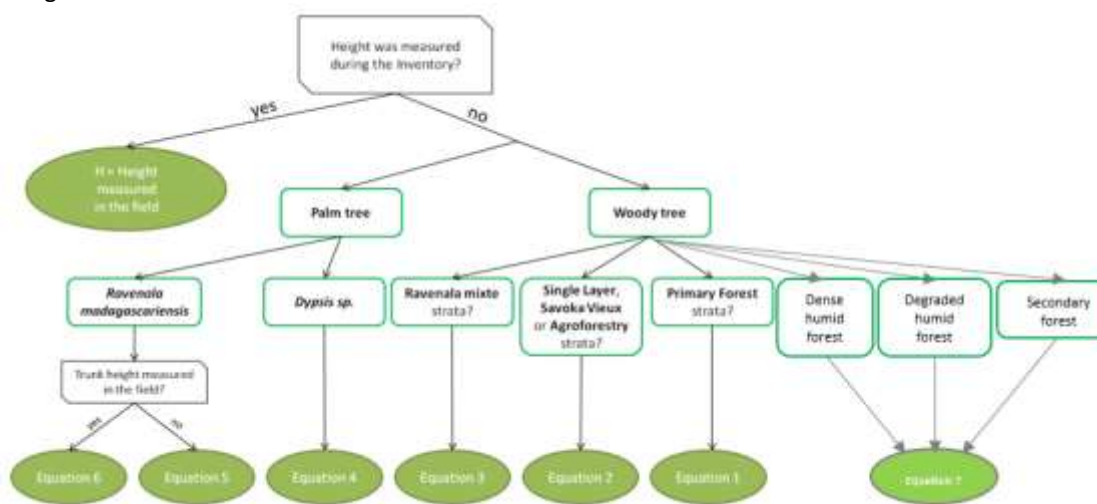 Height was measured
during the Inventory?
yes
no
H = Height
measured
in the field
Palm tree
Woody tree
Ravenala
madagascariensis
Dypsis sp.
Ravenala mixte
strata?
Single Layer,
Savoka Vieux
or Agroforestry
strata?
Primary Forest
strata?
Dense
humid
forest
Degraded
humid
forest
Secondary
forest
Trunk height measured
in the field?
yes
no
Equation 6
Equation 5
Equation 4
Equation 3
Equation 2
Equation 1
Equation 7